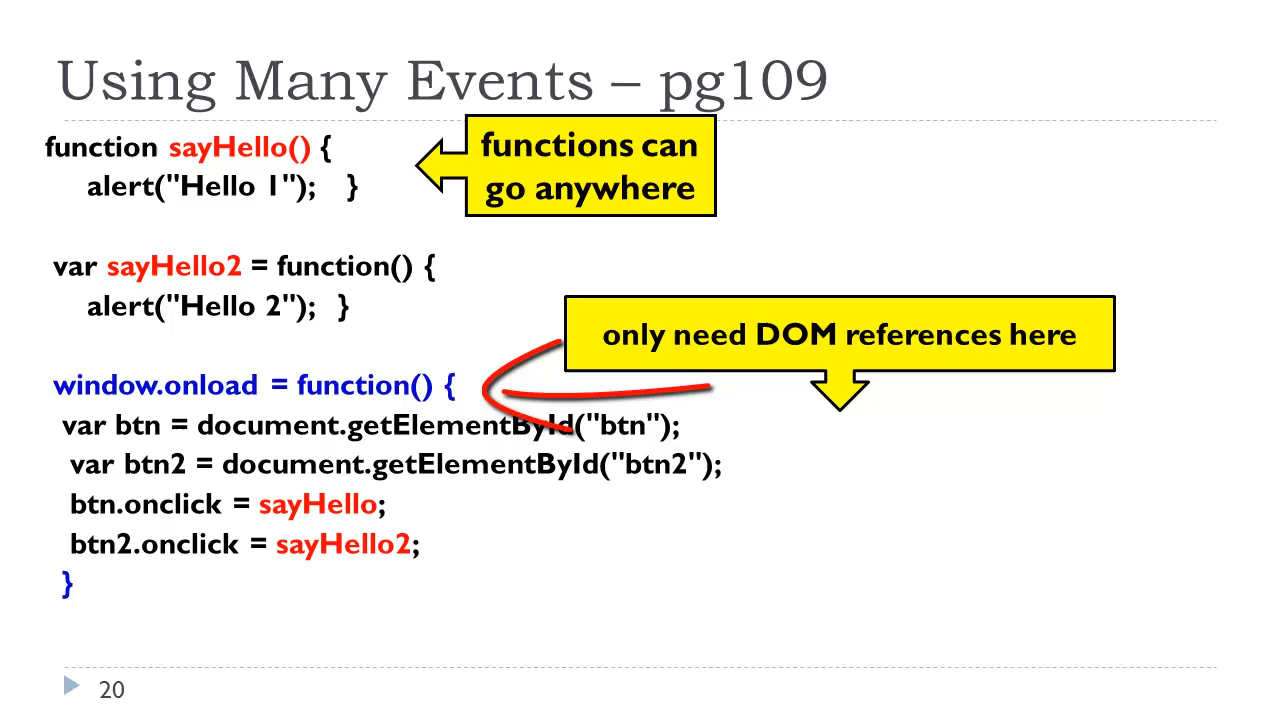 Using Many Events – pg109
function sayHello() {
alert("Hello 1"); }
functions can
go anywhere
var sayHello2 = function() {
alert("Hello 2"); }
only need DOM references here
window.onload = function() {
var btn = document.getElementById("btn");
var btn2 = document.getElementById("btn2");
btn.onclick = sayHello;
btn2.onclick = sayHello2;
}
20